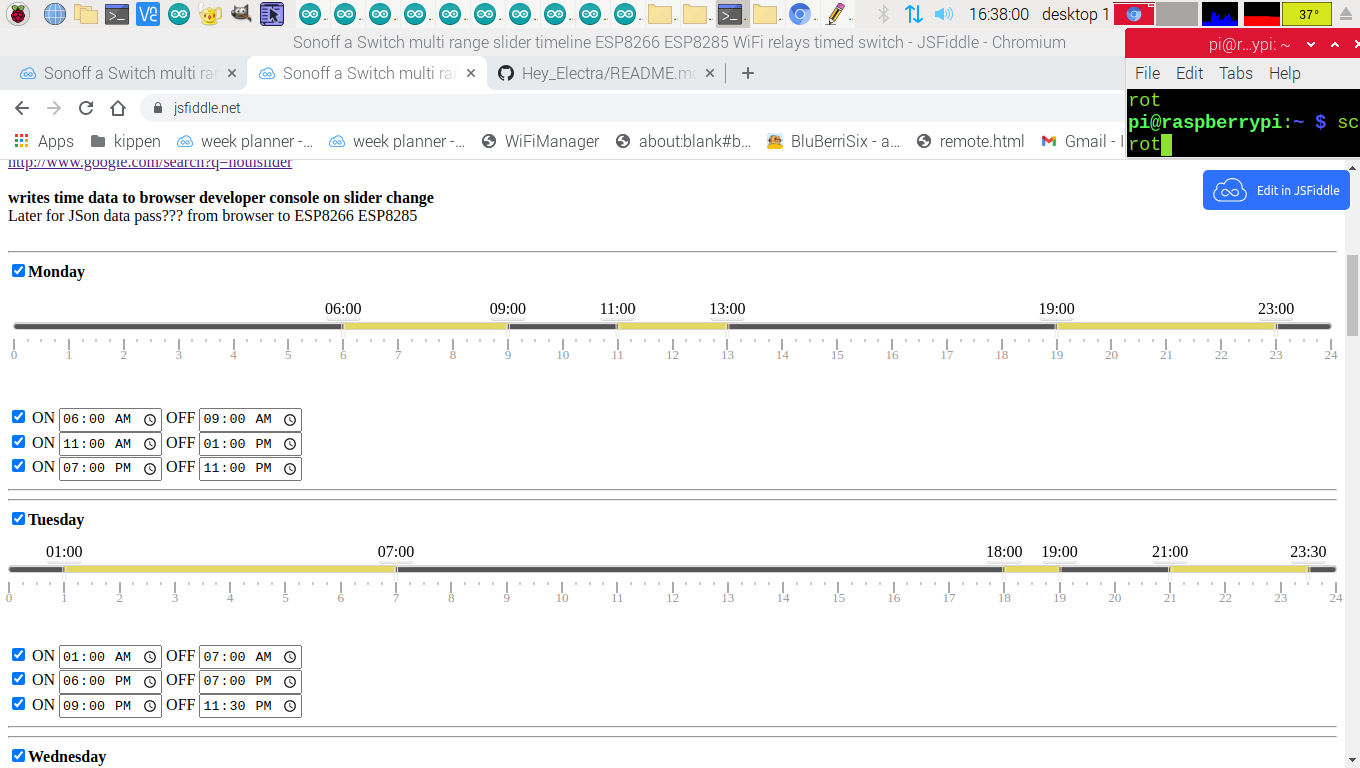 16:38:00 desktop 1 37°
Sonoff a Switch multi range slider timeline ESP8266 ESP8285 WiFi relays timed switch - JSFiddle - Chromium
pi@r...ypi: ~
Sonoff a Switch multi ra
Sonoff a Switch multi ra
Hey_Electra/README.m
File Edit Tabs Help
rot
pi@raspberrypi:~ $ sc
rot
jsfiddle.net
Apps kippen week planner -... week planner -... WiFiManager about:blank#b... BluBerriSix - a... remote.html Gmail -
http://www.google.com/search?q=nouislider
Edit in JSFiddle
writes time data to browser developer console on slider change
Later for JSon data pass??? from browser to ESP8266 ESP8285
Monday
06:00 09:00 11:00 13:00 19:00 23:00
0 1 2 3 4 5 6 7 8 9 10 11 12 13 14 15 16 17 18 19 20 21 22 23 24
ON 06:00 AM OFF 09:00 AM
ON 11:00 AM OFF 01:00 PM
ON 07:00 PM OFF 11:00 PM
Tuesday
01:00 07:00 18:00 19:00 21:00 23:30
0 1 2 3 4 5 6 7 8 9 10 11 12 13 14 15 16 17 18 19 20 21 22 23 24
ON 01:00 AM OFF 07:00 AM
ON 06:00 PM OFF 07:00 PM
ON 09:00 PM OFF 11:30 PM
Wednesday